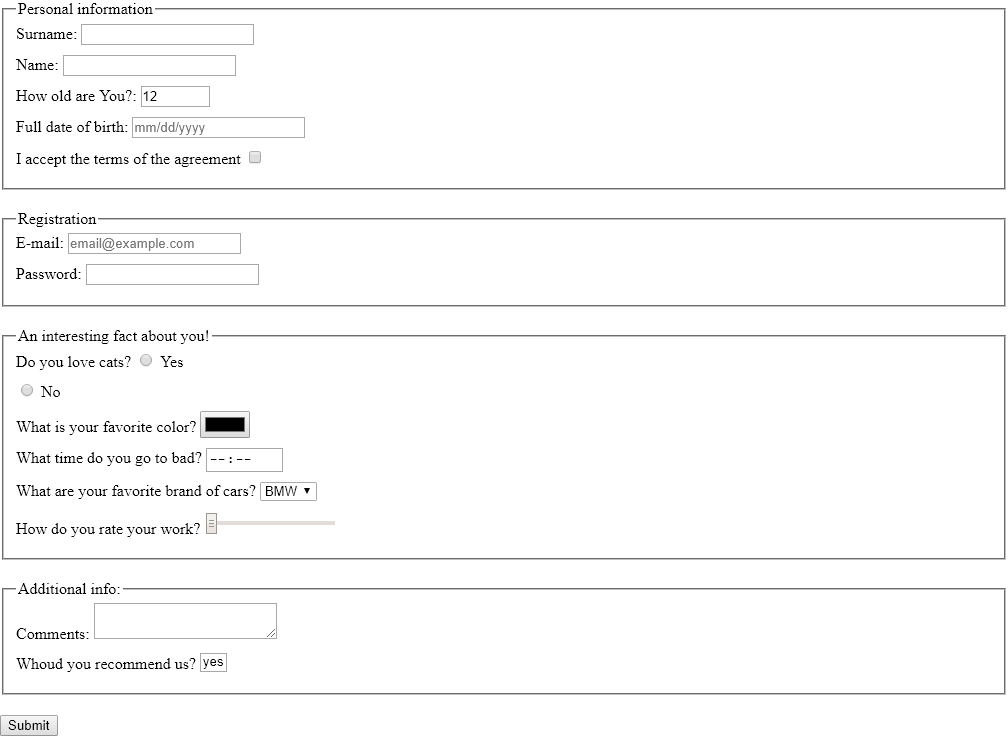 Personal information
Surname:
Name:
How old are You?: 12
Full date of birth: mm/dd/yyyy
I accept the terms of the agreement
Registration
E-mail: email@example.com
Password:
An interesting fact about you!
Do you love cats? Yes
No
What is your favorite color?
What time do you go to bad? --:--
What are your favorite brand of cars? BMW
How do you rate your work?
Additional info:
Comments:
Whoud you recommend us? yes
Submit